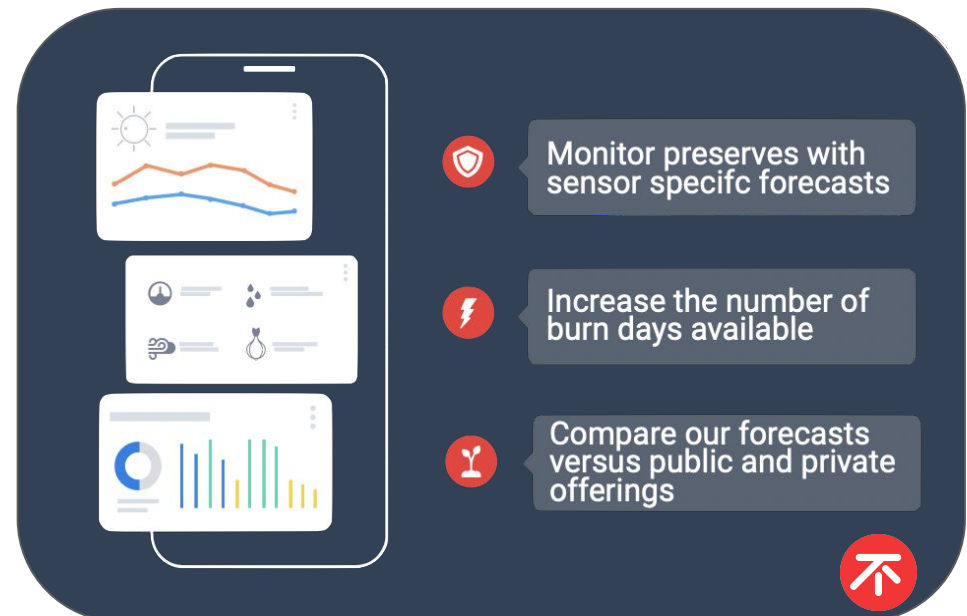 Monitor preserves with
sensor specifc forecasts
Increase the number of
burn days available
Compare our forecasts
versus public and private
offerings